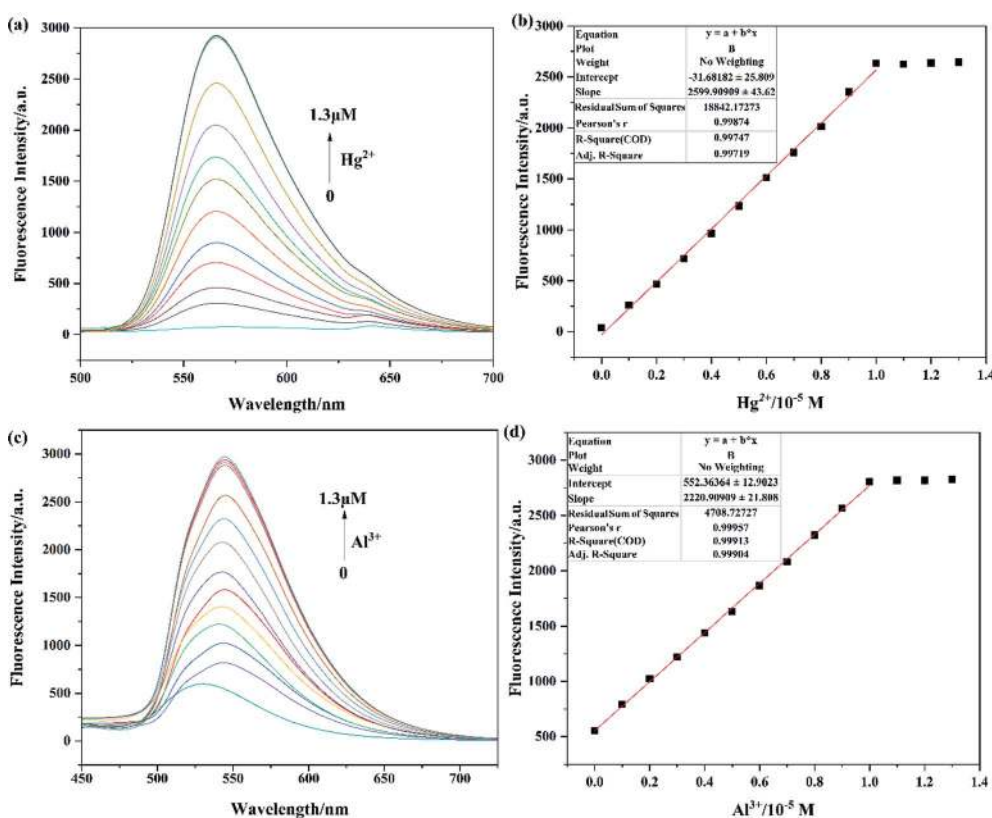 (a)
3000
2500
2000
1500
1000
500
0
Fluorescence Intensity/a.u.
1.3μM
Hg2+
0
500 550 600 650 700
Wavelength/nm
(b)
3000
2500
2000
1500
1000
500
0
Fluorescence Intensity/a.u.
Equation y = a + b*x
Plot B
Weight No Weighting
Intercept -31.68182 ± 25.809
Slope 2599.90909 ± 43.62
Residual Sum of Squares 18842.17273
Pearson's r 0.99874
R-Square(COD) 0.99747
Adj. R-Square 0.99719
0.0 0.2 0.4 0.6 0.8 1.0 1.2 1.4
Hg2+/10-5 M
(c)
3000
2500
2000
1500
1000
500
0
Fluorescence Intensity/a.u.
1.3μM
Al3+
0
450 500 550 600 650 700
Wavelength/nm
(d)
3000
2500
2000
1500
1000
500
Fluorescence Intensity/a.u.
Equation y = a + b*x
Plot B
Weight No Weighting
Intercept 552.36364 ± 12.9023
Slope 2220.90909 ± 21.808
Residual Sum of Squares 4708.72727
Pearson's r 0.99957
R-Square(COD) 0.99913
Adj. R-Square 0.99904
0.0 0.2 0.4 0.6 0.8 1.0 1.2 1.4
Al3+/10-5 M